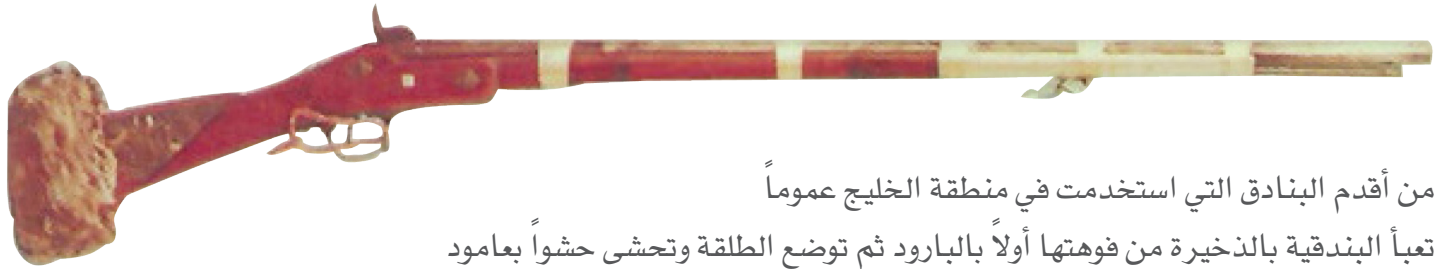 من أقدم البنادق التي استخدمت في منطقة الخليج عموماً
تعبأ البندقية بالذخيرة من فوهتها أولاً بالبارود ثم توضع الطلقة وتحشى حشواً بعامود